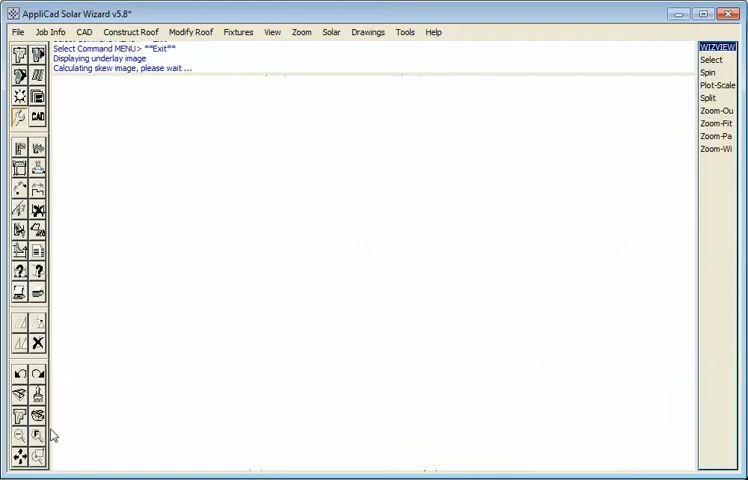 AppliCad Solar Wizard v5.8*
File Job Info CAD Construct Roof Modify Roof Fixtures View Zoom Solar Drawings Tools Help
Select Command MENU> **Exit**
Displaying underlay image
Calculating skew image, please wait ...
WIZVIEW
Select
Spin
Plot-Scale
Split
Zoom-Ou
Zoom-Fit
Zoom-Pa
Zoom-Wi
CAD